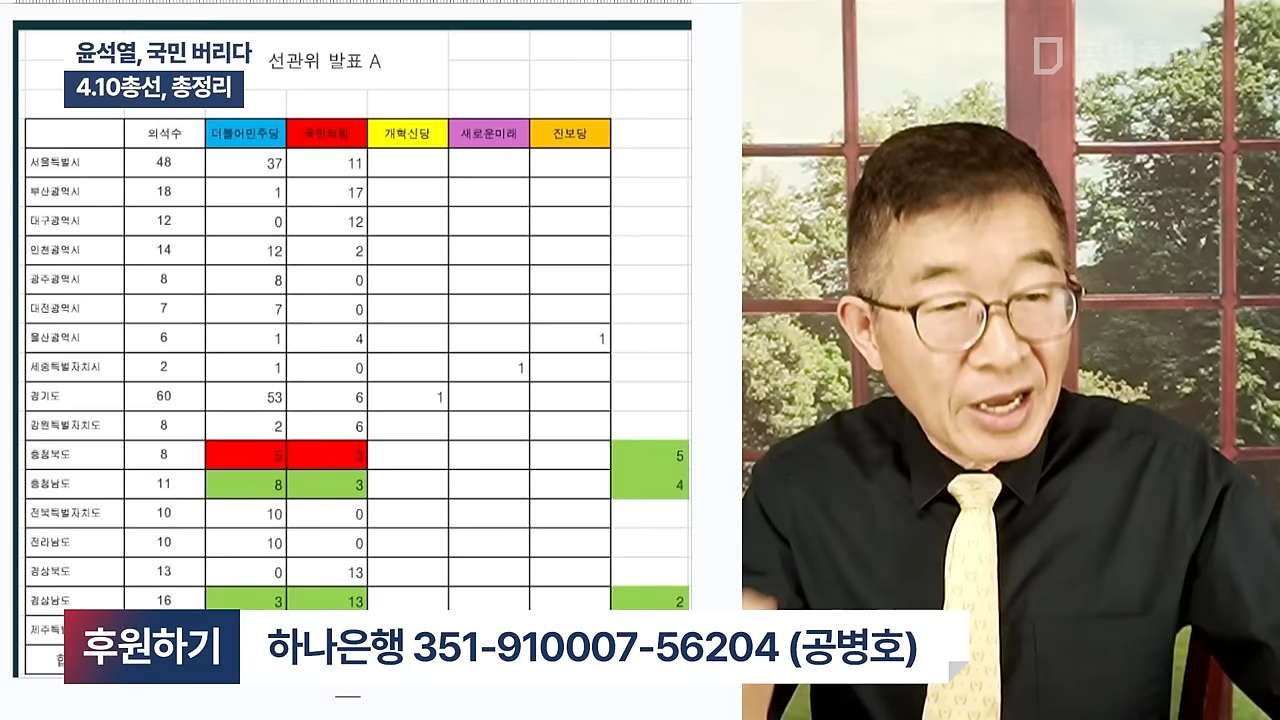 윤석열, 국민 버리다
4.10총선, 총정리
선관위 발표 A
의석수 더불어민주당 국민의힘 개혁신당 새로운미래 진보당
서울특별시 48 37 11
부산광역시 18 1 17
대구광역시 12 0 12
인천광역시 14 12 2
광주광역시 8 8 0
대전광역시 7 7 0
울산광역시 6 1 4 1
세종특별자치시 2 1 0 1
경기도 60 53 6 1
강원특별자치도 8 2 6
충청북도 8 5 3 5
충청남도 11 8 3 4
전북특별자치도 10 10 0
전라남도 10 10 0
경상북도 13 0 13
경상남도 16 3 13 2
후원하기 하나은행 351-910007-56204 (공병호)